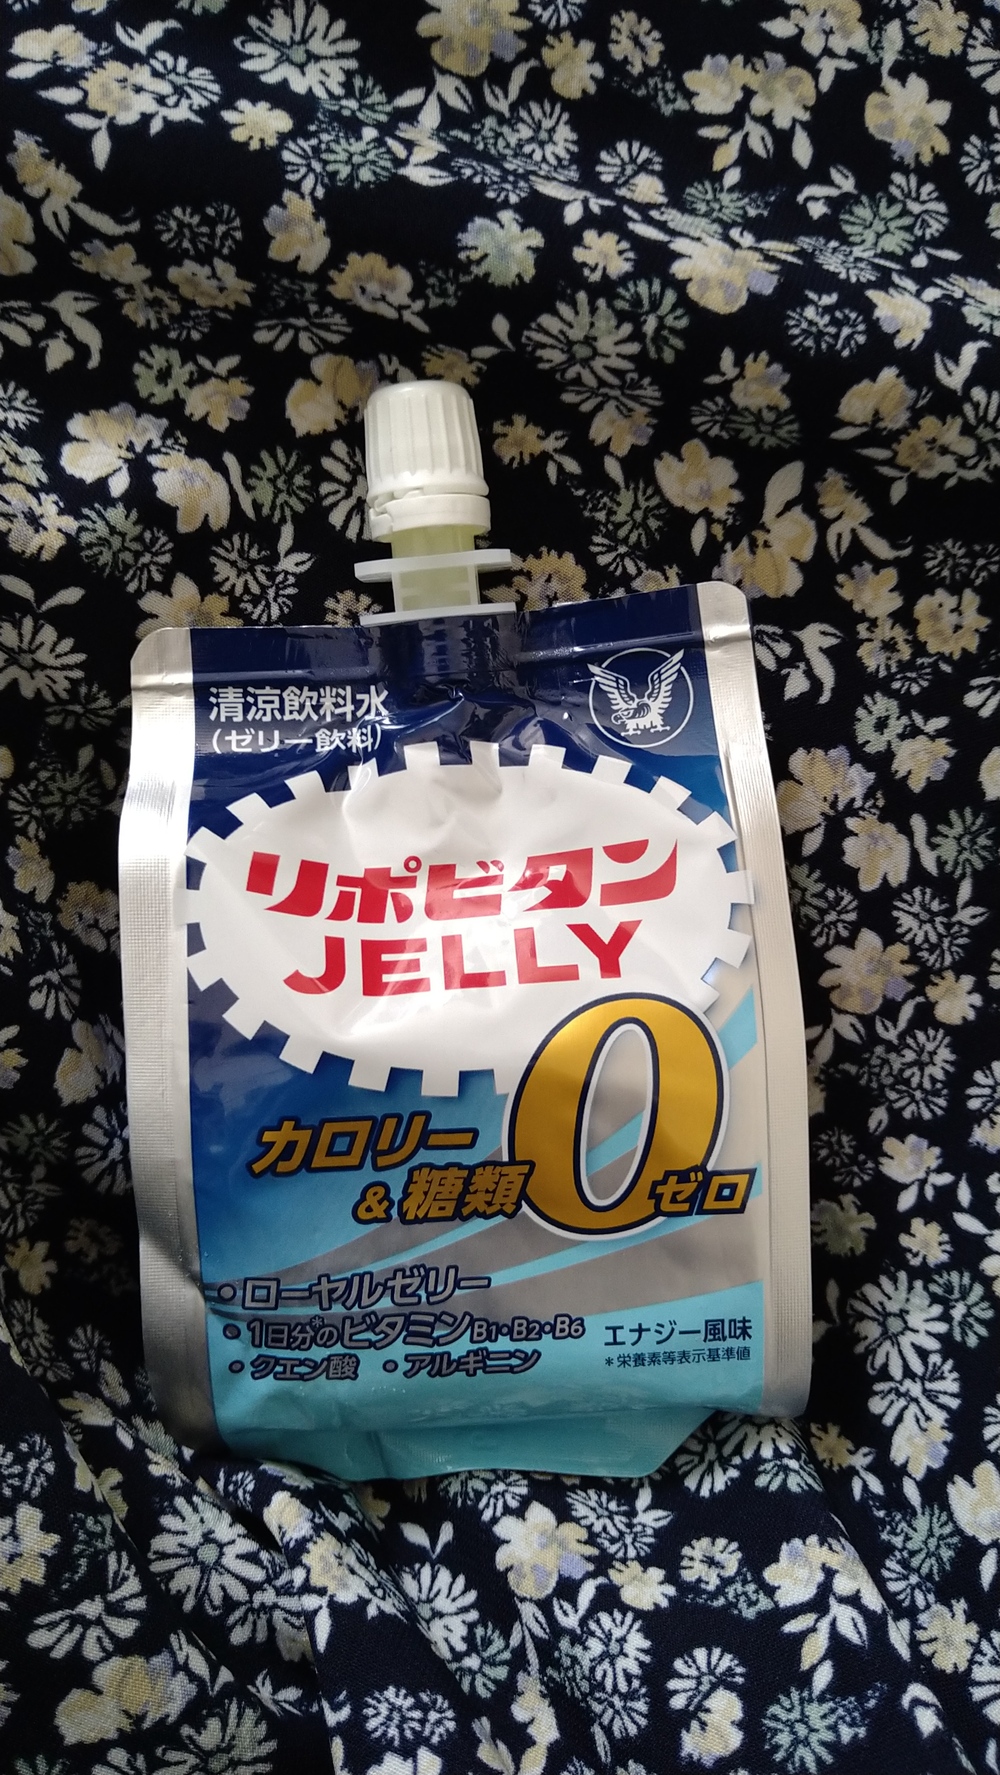 清涼飲料水
(ゼリー飲料)
リポビタン
JELLY
カロリー
&糖類0ゼロ
・ローヤルゼリー
・1日分*のビタミンB1・B2・B6
・クエン酸 ・アルギニン
エナジー風味
*栄養素等表示基準値